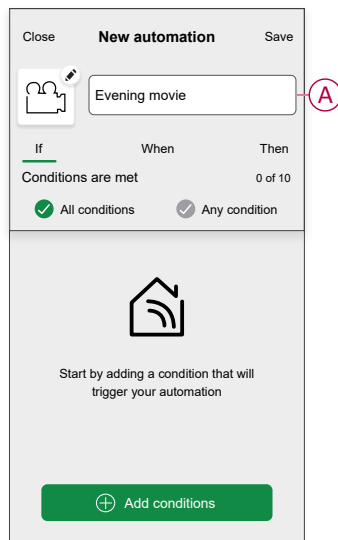 Close New automation Save
Evening movie
A
If When Then
Conditions are met 0 of 10
All conditions Any condition
Start by adding a condition that will
trigger your automation
Add conditions